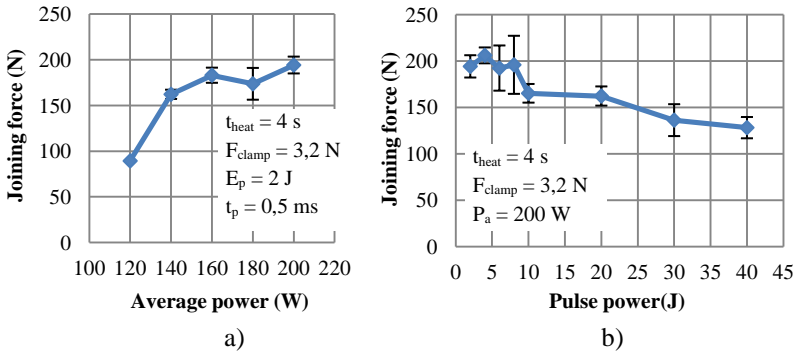 250
200
150
100
50
0
Joining force (N)
t_heat = 4 s
F_clamp = 3,2 N
E_p = 2 J
t_p = 0,5 ms
100 120 140 160 180 200 220
Average power (W)
a)
250
200
150
100
50
0
Joining force (N)
t_heat = 4 s
F_clamp = 3,2 N
P_a = 200 W
0 5 10 15 20 25 30 35 40 45
Pulse power(J)
b)